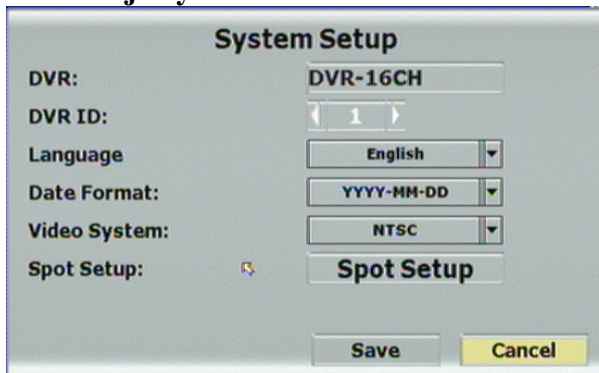 System Setup
DVR: DVR-16CH
DVR ID: 1
Language English
Date Format: YYYY-MM-DD
Video System: NTSC
Spot Setup: Spot Setup
Save Cancel